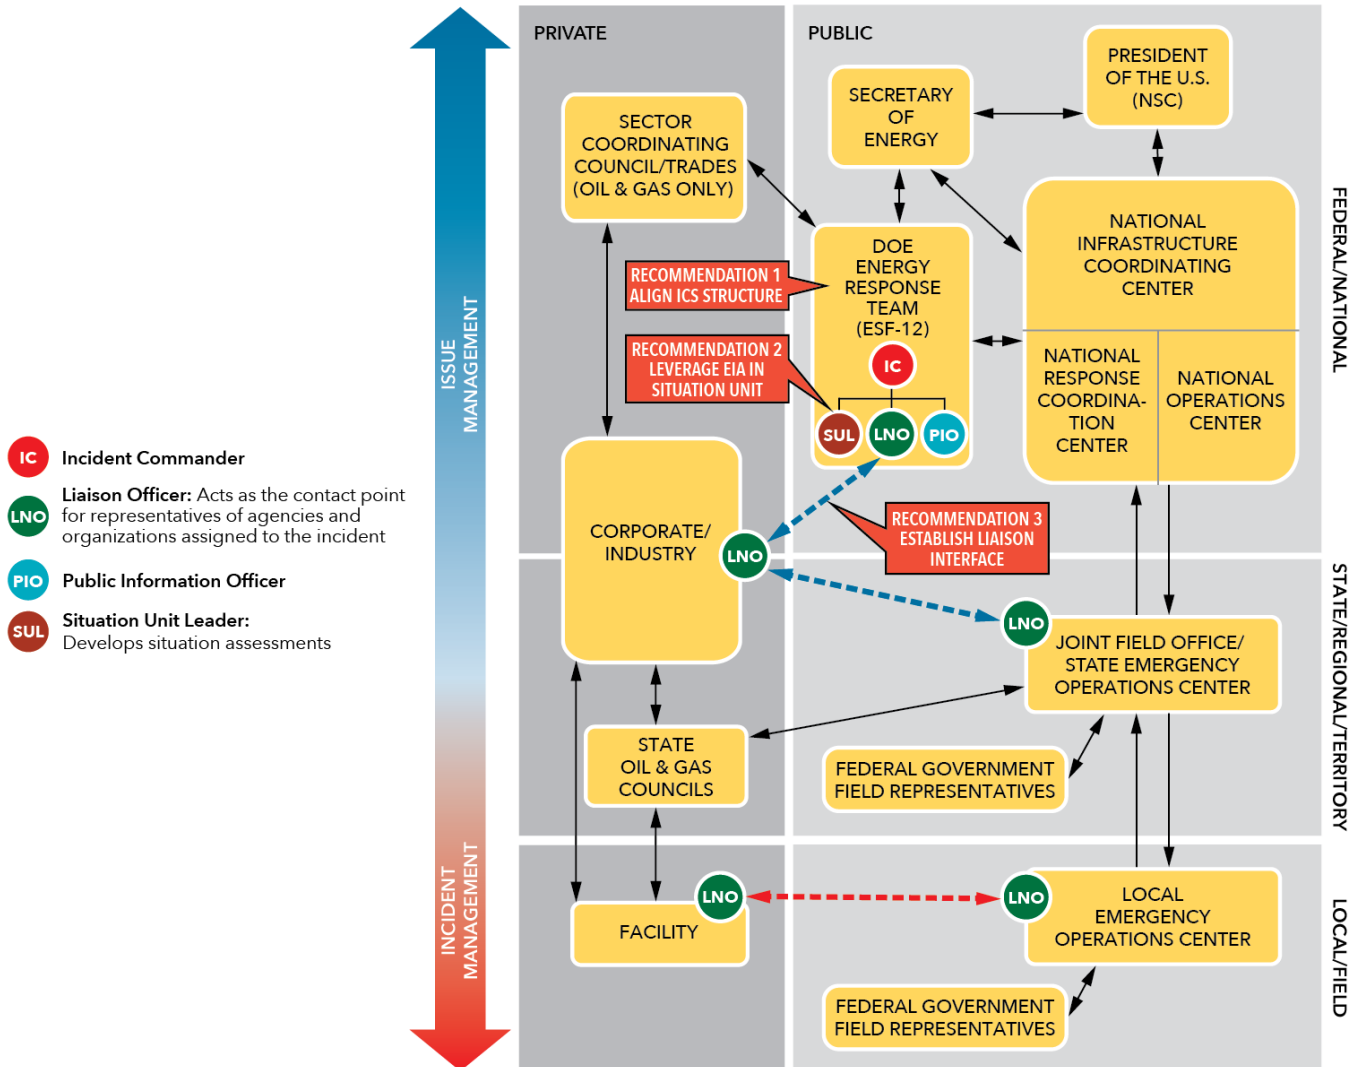 PRIVATE
PUBLIC
PRESIDENT
OF THE U.S.
(NSC)
SECRETARY
OF
ENERGY
SECTOR
COORDINATING
COUNCIL/TRADES
(OIL & GAS ONLY)
NATIONAL
INFRASTRUCTURE
COORDINATING
CENTER
DOE
ENERGY
RESPONSE
TEAM
(ESF-12)
RECOMMENDATION 1
ALIGN ICS STRUCTURE
RECOMMENDATION 2
LEVERAGE EIA IN
SITUATION UNIT
IC
SUL
LNO
PIO
NATIONAL
RESPONSE
COORDINA-
TION
CENTER
NATIONAL
OPERATIONS
CENTER
FEDERAL/NATIONAL
ISSUE
MANAGEMENT
IC
Incident Commander
LNO
Liaison Officer: Acts as the contact point
for representatives of agencies and
organizations assigned to the incident
PIO
Public Information Officer
SUL
Situation Unit Leader:
Develops situation assessments
CORPORATE/
INDUSTRY
LNO
RECOMMENDATION 3
ESTABLISH LIAISON
INTERFACE
LNO
JOINT FIELD OFFICE/
STATE EMERGENCY
OPERATIONS CENTER
STATE
OIL & GAS
COUNCILS
FEDERAL GOVERNMENT
FIELD REPRESENTATIVES
STATE/REGIONAL/TERRITORY
INCIDENT
MANAGEMENT
LNO
FACILITY
LNO
LOCAL
EMERGENCY
OPERATIONS CENTER
FEDERAL GOVERNMENT
FIELD REPRESENTATIVES
LOCAL/FIELD